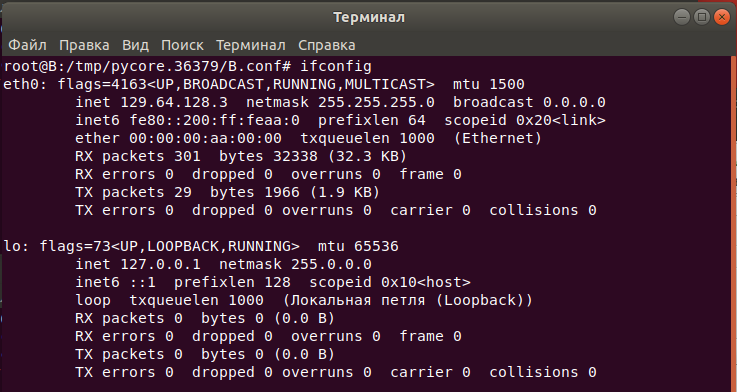 Терминал
Файл Правка Вид Поиск Терминал Справка
root@B:/tmp/pycore.36379/B.conf# ifconfig
eth0: flags=4163<UP,BROADCAST,RUNNING,MULTICAST>  mtu 1500
        inet 129.64.128.3  netmask 255.255.255.0  broadcast 0.0.0.0
        inet6 fe80::200:ff:feaa:0  prefixlen 64  scopeid 0x20<link>
        ether 00:00:00:aa:00:00  txqueuelen 1000  (Ethernet)
        RX packets 301  bytes 32338 (32.3 KB)
        RX errors 0  dropped 0  overruns 0  frame 0
        TX packets 29  bytes 1966 (1.9 KB)
        TX errors 0  dropped 0 overruns 0  carrier 0  collisions 0

lo: flags=73<UP,LOOPBACK,RUNNING>  mtu 65536
        inet 127.0.0.1  netmask 255.0.0.0
        inet6 ::1  prefixlen 128  scopeid 0x10<host>
        loop  txqueuelen 1000  (Локальная петля (Loopback))
        RX packets 0  bytes 0 (0.0 B)
        RX errors 0  dropped 0  overruns 0  frame 0
        TX packets 0  bytes 0 (0.0 B)
        TX errors 0  dropped 0 overruns 0  carrier 0  collisions 0